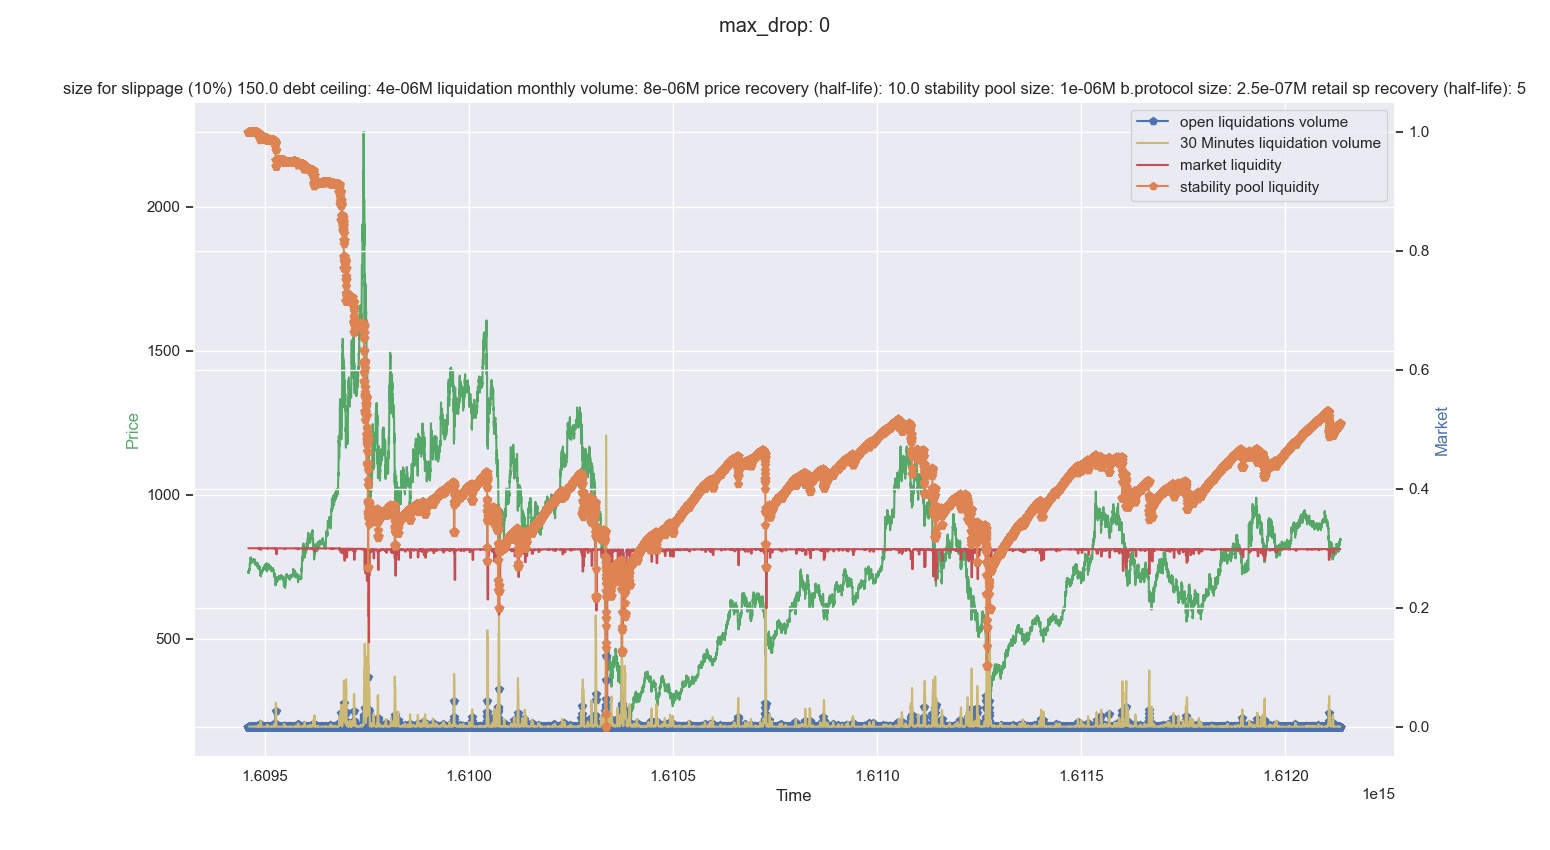 max_drop: 0
size for slippage (10%) 150.0 debt ceiling: 4e-06M liquidation monthly volume: 8e-06M price recovery (half-life): 10.0 stability pool size: 1e-06M b.protocol size: 2.5e-07M retail sp recovery (half-life): 5
open liquidations volume
30 Minutes liquidation volume
market liquidity
stability pool liquidity
2000
1500
1000
500
Price
1.0
0.8
0.6
0.4
0.2
0.0
Market
1.6095 1.6100 1.6105 1.6110 1.6115 1.6120
1e15
Time